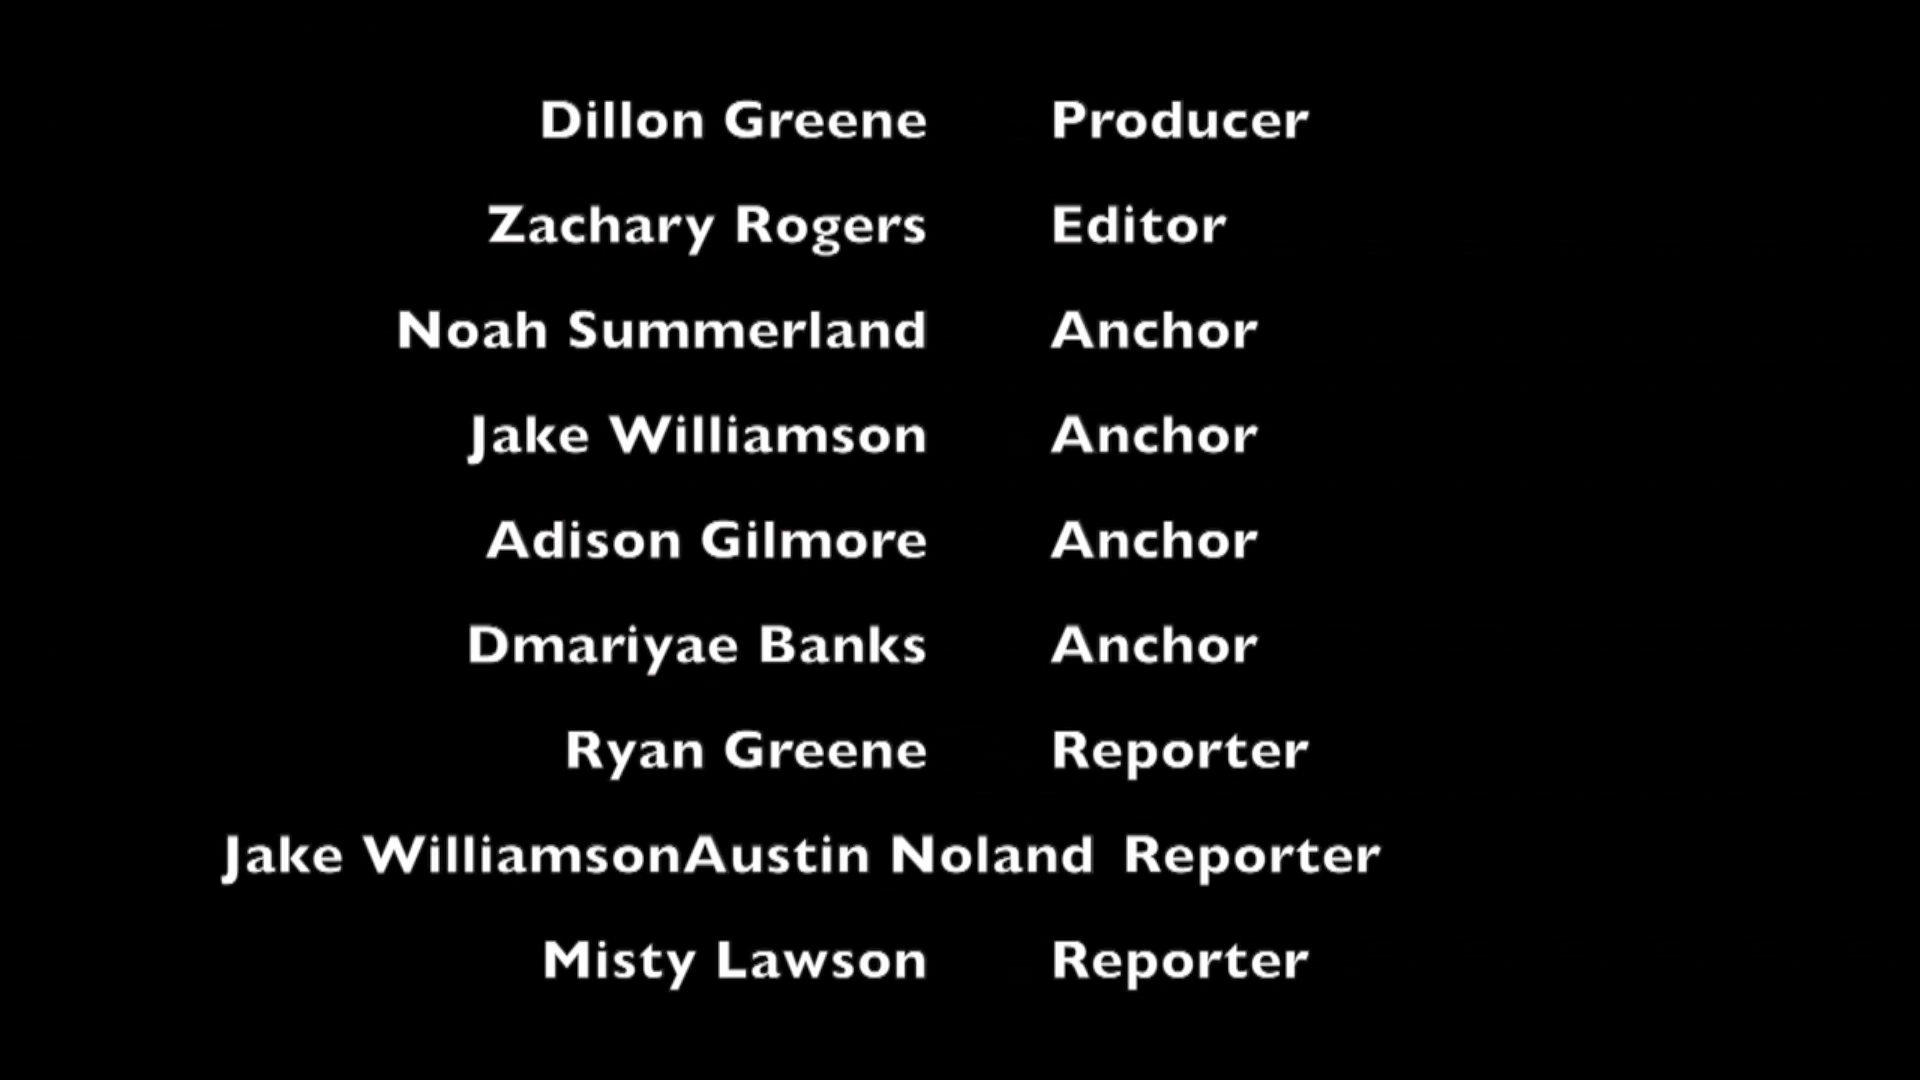 Dillon Greene Producer
Zachary Rogers Editor
Noah Summerland Anchor
Jake Williamson Anchor
Adison Gilmore Anchor
Dmariyae Banks Anchor
Ryan Greene Reporter
Jake WilliamsonAustin Noland Reporter
Misty Lawson Reporter